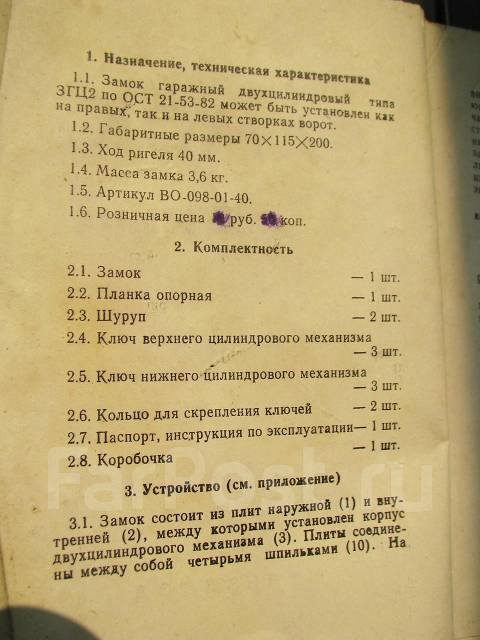 1. Назначение, техническая характеристика
1.1. Замок гаражный двухцилиндровый типа
ЗГЦ2 по ОСТ 21-53-82 может быть установлен как
на правых, так и на левых створках ворот.
1.2. Габаритные размеры 70×115×200.
1.3. Ход ригеля 40 мм.
1.4. Масса замка 3,6 кг.
1.5. Артикул ВО-098-01-40.
1.6. Розничная цена руб. коп.
2. Комплектность
2.1. Замок — 1 шт.
2.2. Планка опорная — 1 шт.
2.3. Шуруп — 2 шт.
2.4. Ключ верхнего цилиндрового механизма
— 3 шт.
2.5. Ключ нижнего цилиндрового механизма
— 3 шт.
2.6. Кольцо для скрепления ключей — 2 шт.
2.7. Паспорт, инструкция по эксплуатации — 1 шт.
2.8. Коробочка — 1 шт.
3. Устройство (см. приложение)
3.1. Замок состоит из плит наружной (1) и вну-
тренней (2), между которыми установлен корпус
двухцилиндрового механизма (3). Плиты соедине-
ны между собой четырьмя шпильками (10). На